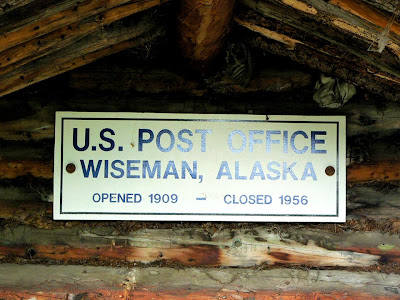 U.S. POST OFFICE
WISEMAN, ALASKA
OPENED 1909 – CLOSED 1956